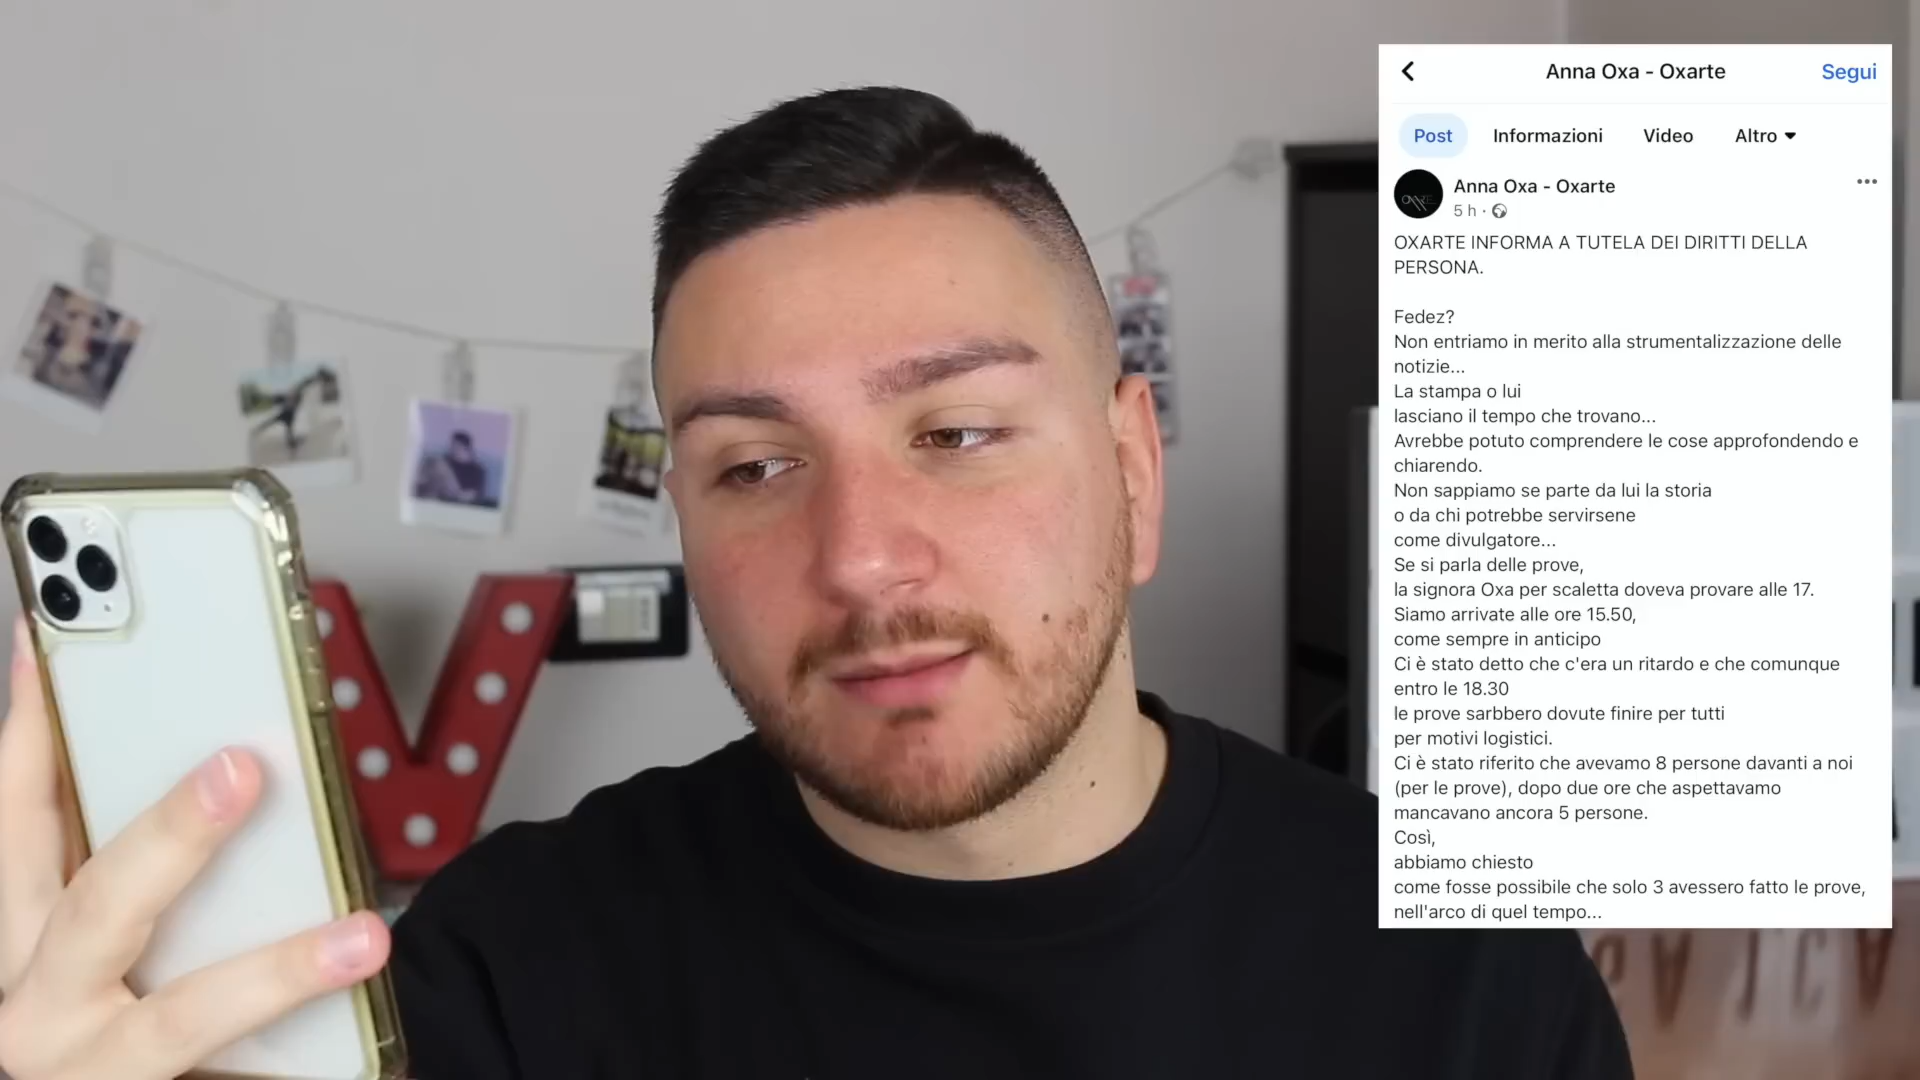 Anna Oxa - Oxarte
Segui
Post
Informazioni
Video
Altro
Anna Oxa - Oxarte
5 h ·
OXARTE INFORMA A TUTELA DEI DIRITTI DELLA
PERSONA.
Fedez?
Non entriamo in merito alla strumentalizzazione delle
notizie...
La stampa o lui
lasciano il tempo che trovano...
Avrebbe potuto comprendere le cose approfondendo e
chiarendo.
Non sappiamo se parte da lui la storia
o da chi potrebbe servirsene
come divulgatore...
Se si parla delle prove,
la signora Oxa per scaletta doveva provare alle 17.
Siamo arrivate alle ore 15.50,
come sempre in anticipo
Ci è stato detto che c'era un ritardo e che comunque
entro le 18.30
le prove sarbbero dovute finire per tutti
per motivi logistici.
Ci è stato riferito che avevamo 8 persone davanti a noi
(per le prove), dopo due ore che aspettavamo
mancavano ancora 5 persone.
Così,
abbiamo chiesto
come fosse possibile che solo 3 avessero fatto le prove,
nell'arco di quel tempo...
V